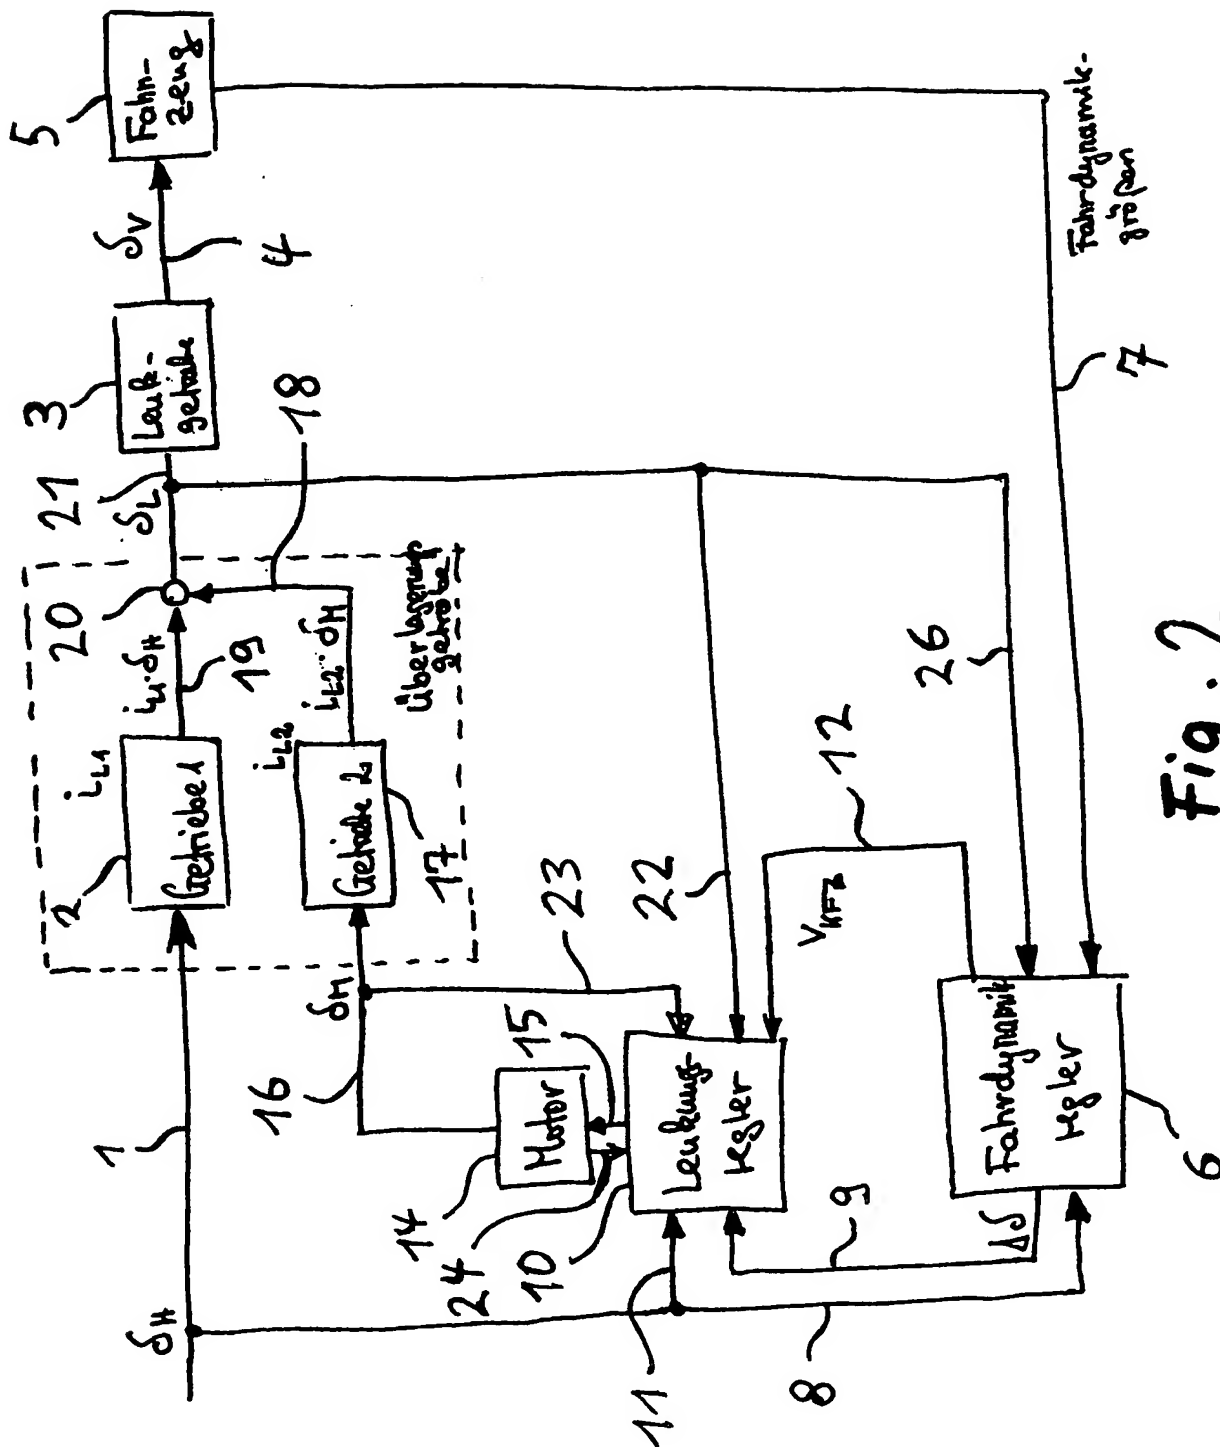 5
Fahr-
zeug
δV
4
3
Lenk-
getriebe
21
δL
18
20
iL1·δH
19
iL2·δM
Überlagerungs
getriebe
iL1
2
Getriebe 1
iL2
Getriebe 2
17
1
δH
δM
16
23
22
26
7
Fahrdynamik-
größen
12
VKFZ
15
Motor
14
24
10
Lenkungs-
regler
11
9
8
Δδ
Fahrdynamik
regler
6
Fig. 2